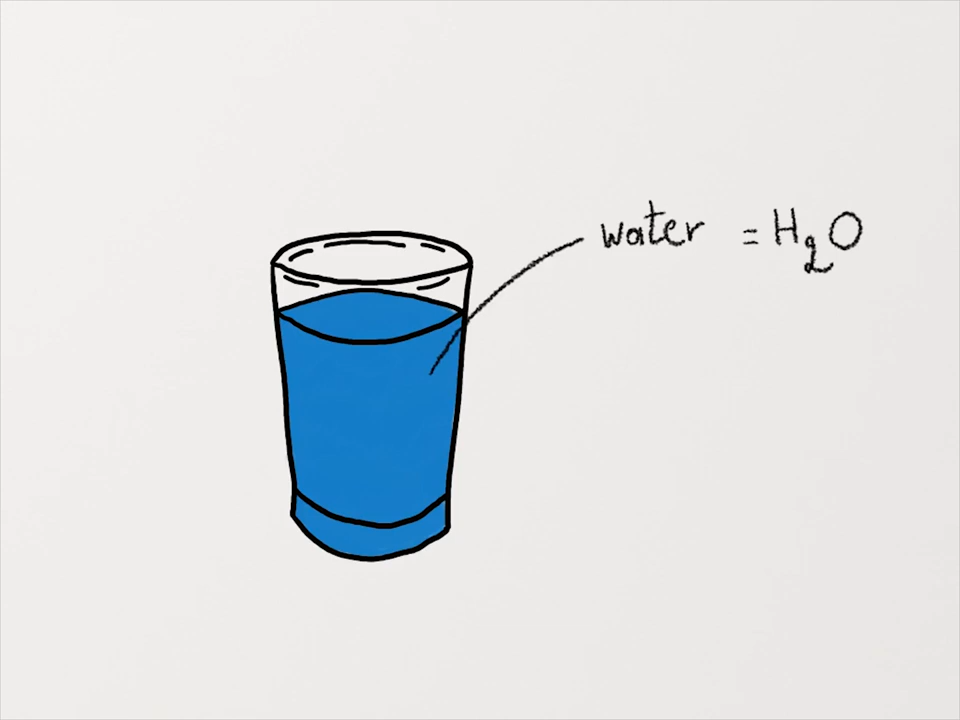 water = H₂O